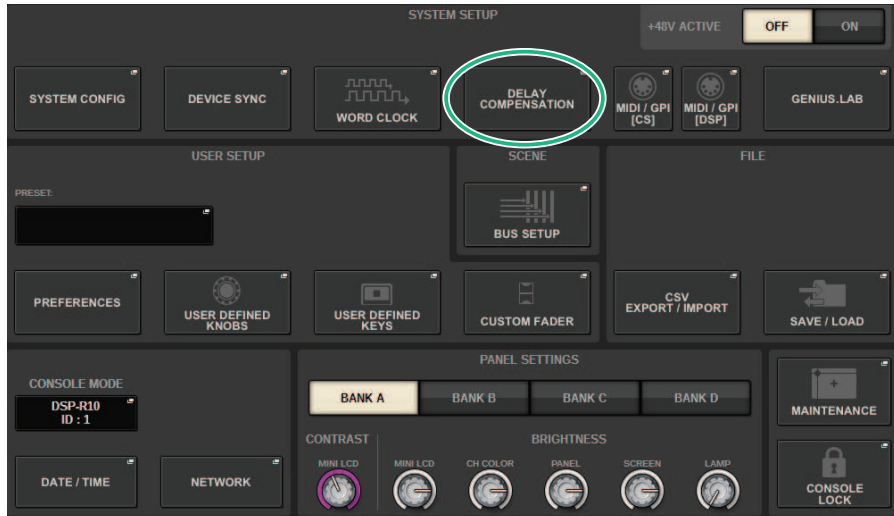 SYSTEM SETUP
+48V ACTIVE
OFF
ON
SYSTEM CONFIG
DEVICE SYNC
WORD CLOCK
DELAY
COMPENSATION
MIDI / GPI
[CS]
MIDI / GPI
[DSP]
GENIUS.LAB
USER SETUP
PRESET:
SCENE
BUS SETUP
FILE
PREFERENCES
USER DEFINED
KNOBS
USER DEFINED
KEYS
CUSTOM FADER
CSV
EXPORT / IMPORT
SAVE / LOAD
CONSOLE MODE
DSP-R10
ID : 1
DATE / TIME
NETWORK
PANEL SETTINGS
BANK A
BANK B
BANK C
BANK D
CONTRAST
BRIGHTNESS
MINI LCD
MINI LCD
CH COLOR
PANEL
SCREEN
LAMP
MAINTENANCE
CONSOLE
LOCK